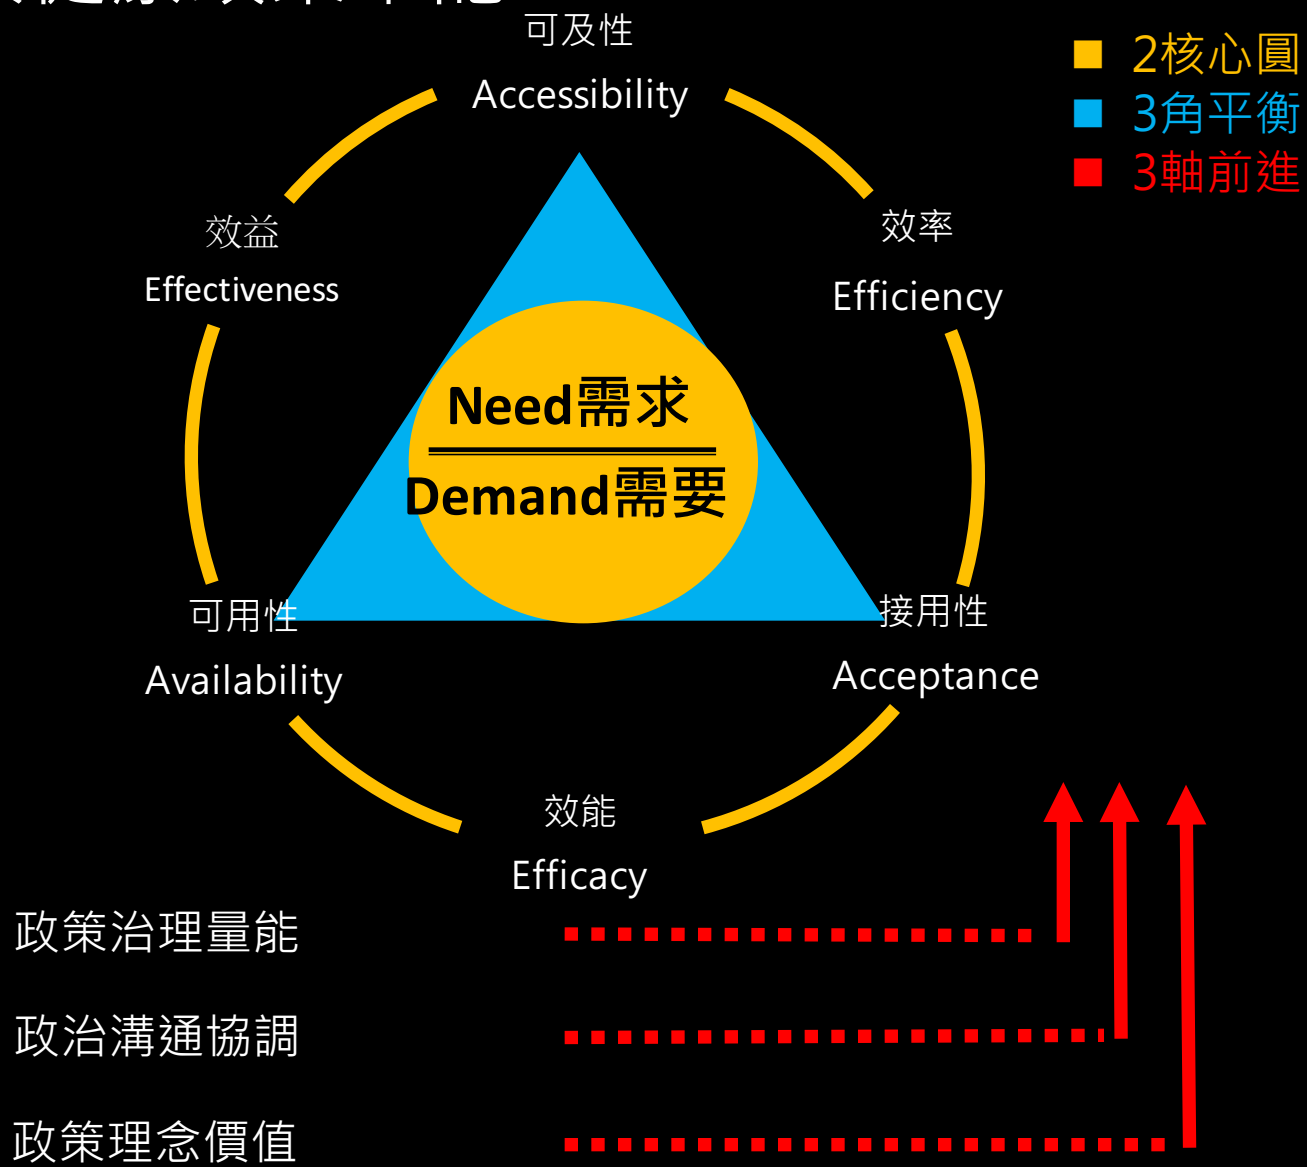 可及性
Accessibility
2核心圓
3角平衡
3軸前進
效益
Effectiveness
效率
Efficiency
Need需求
Demand需要
可用性
Availability
接用性
Acceptance
效能
Efficacy
政策治理量能
政治溝通協調
政策理念價值